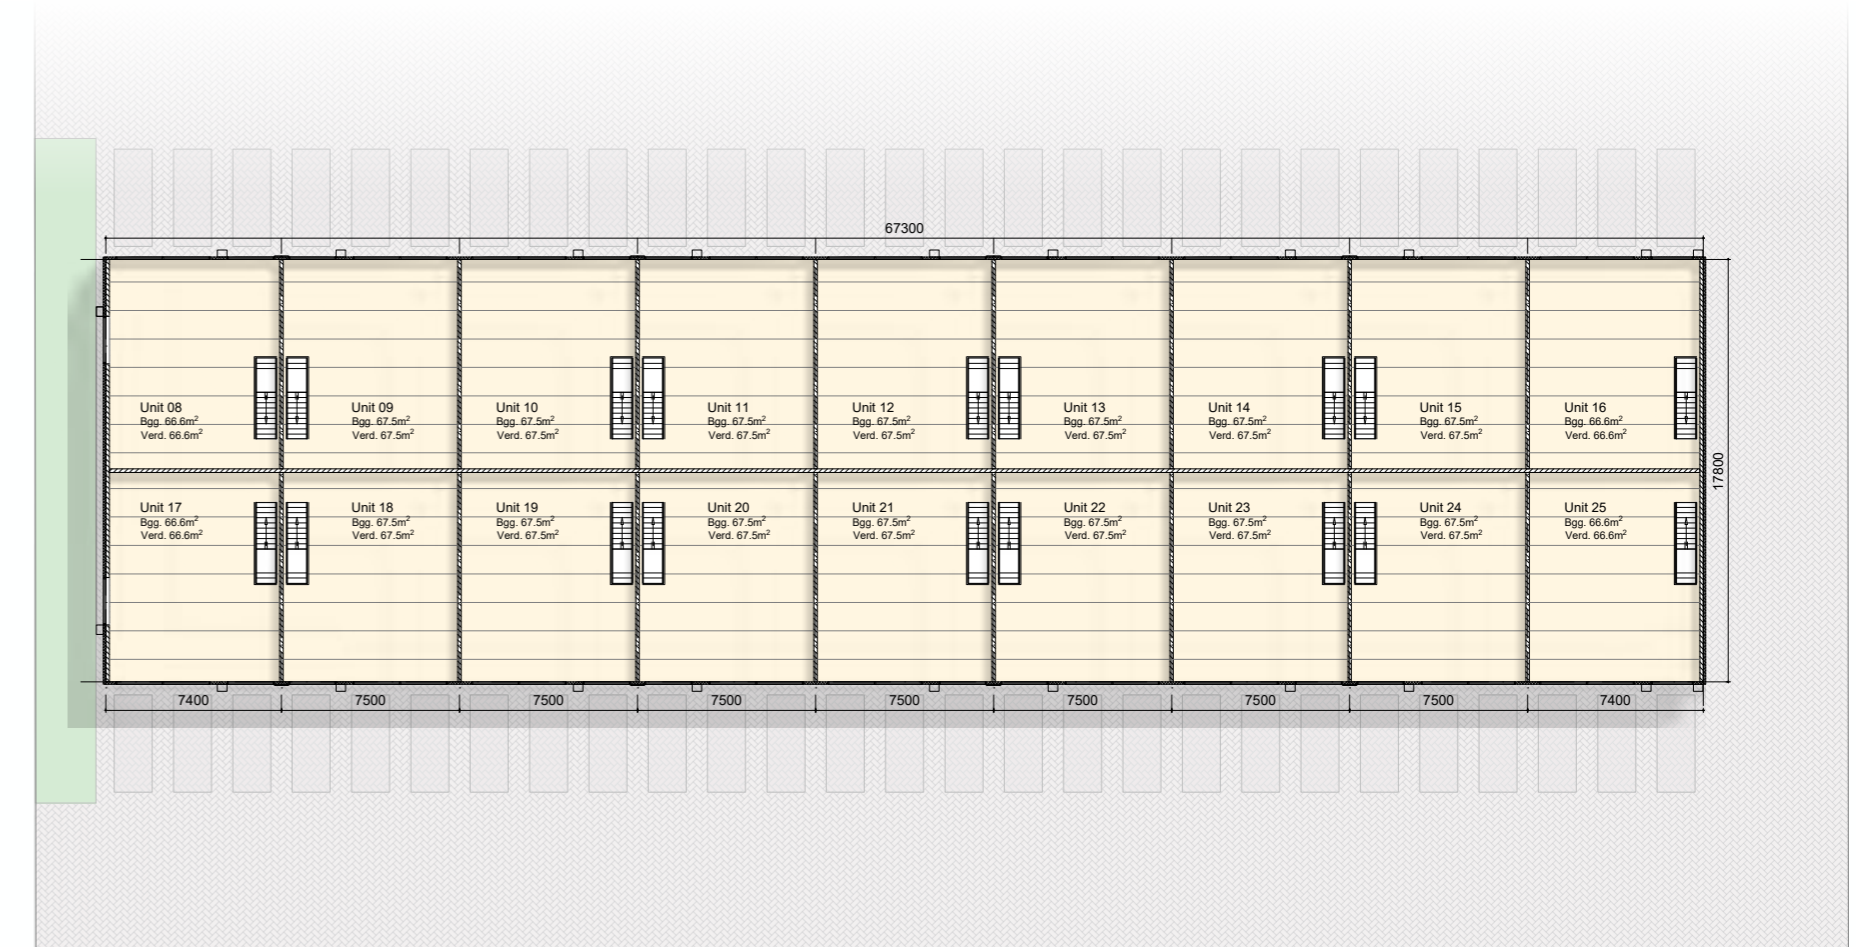 67300
Unit 08
Bgg. 66.6m²
Verd. 66.6m²
Unit 09
Bgg. 67.5m²
Verd. 67.5m²
Unit 10
Bgg. 67.5m²
Verd. 67.5m²
Unit 11
Bgg. 67.5m²
Verd. 67.5m²
Unit 12
Bgg. 67.5m²
Verd. 67.5m²
Unit 13
Bgg. 67.5m²
Verd. 67.5m²
Unit 14
Bgg. 67.5m²
Verd. 67.5m²
Unit 15
Bgg. 67.5m²
Verd. 67.5m²
Unit 16
Bgg. 66.6m²
Verd. 66.6m²
17800
Unit 17
Bgg. 66.6m²
Verd. 66.6m²
Unit 18
Bgg. 67.5m²
Verd. 67.5m²
Unit 19
Bgg. 67.5m²
Verd. 67.5m²
Unit 20
Bgg. 67.5m²
Verd. 67.5m²
Unit 21
Bgg. 67.5m²
Verd. 67.5m²
Unit 22
Bgg. 67.5m²
Verd. 67.5m²
Unit 23
Bgg. 67.5m²
Verd. 67.5m²
Unit 24
Bgg. 67.5m²
Verd. 67.5m²
Unit 25
Bgg. 66.6m²
Verd. 66.6m²
7400 7500 7500 7500 7500 7500 7500 7500 7400